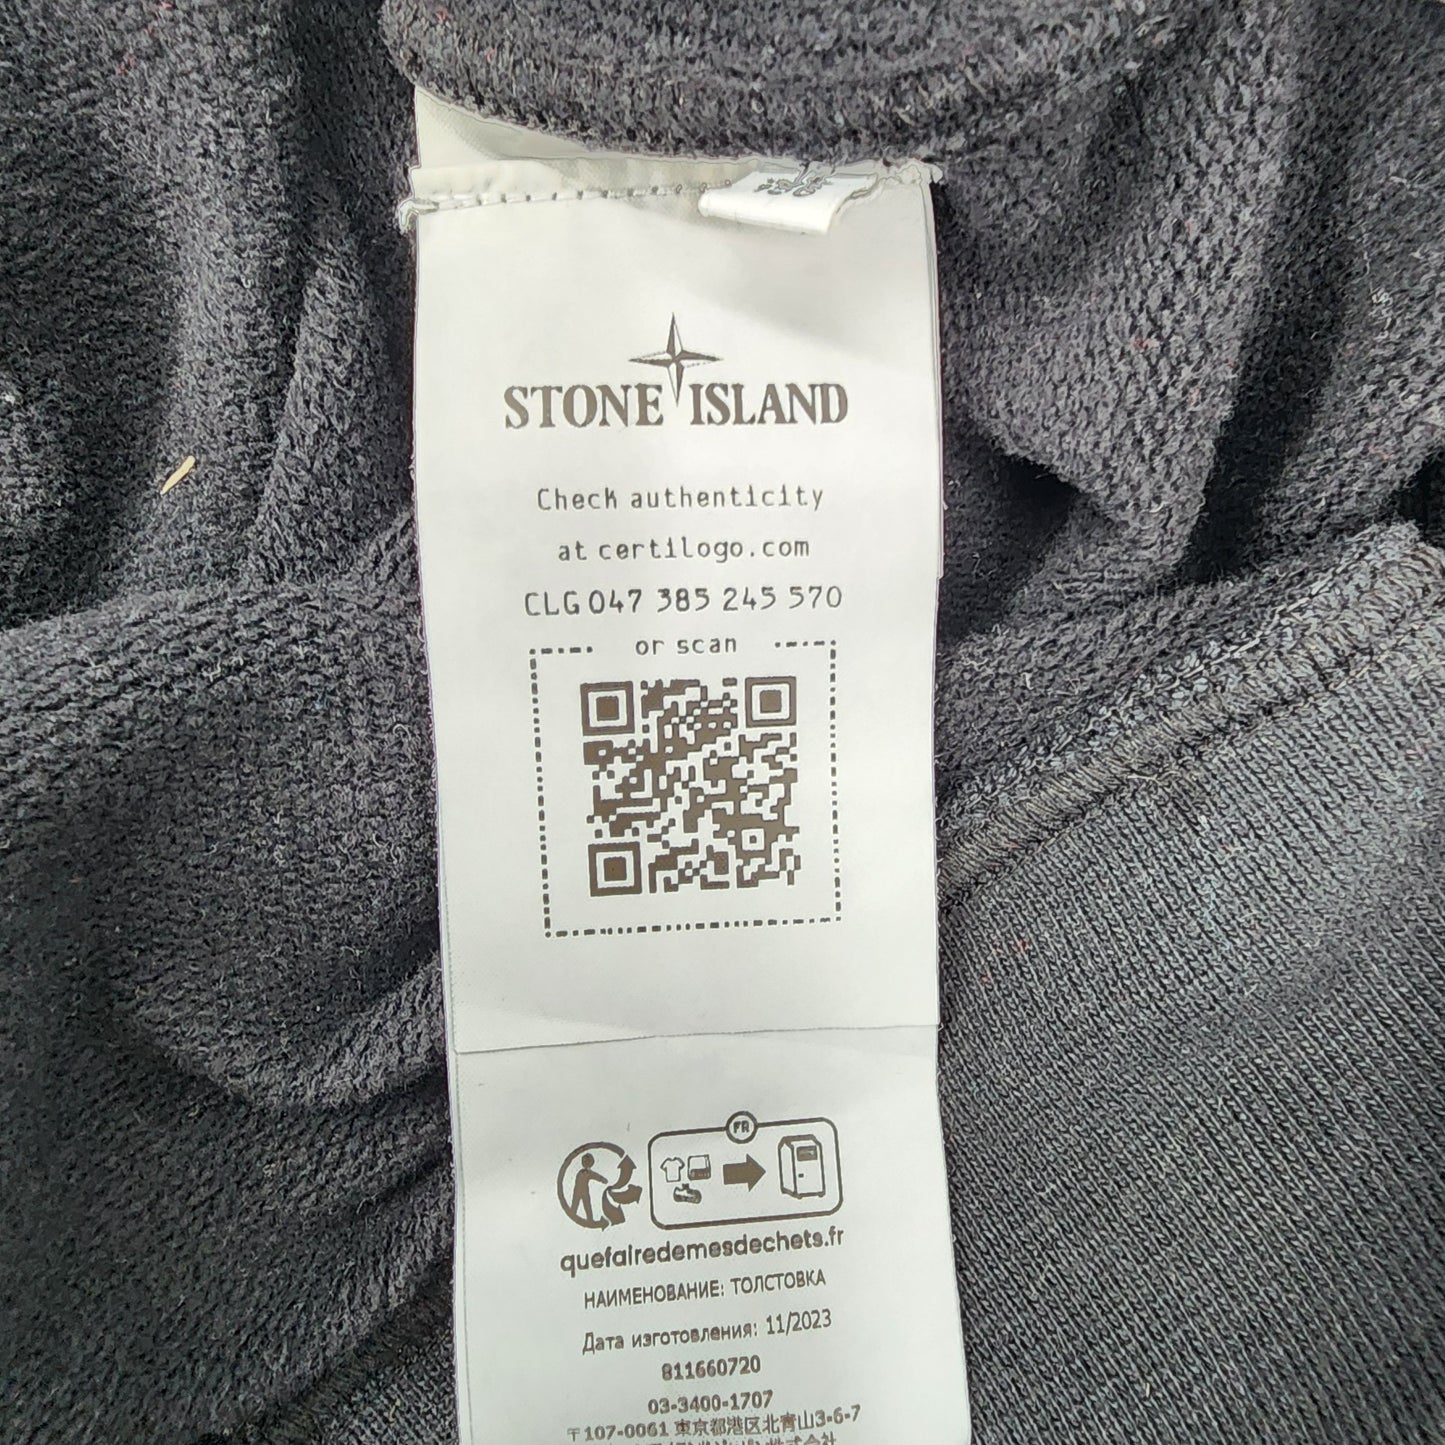 STONE ISLAND
Check authenticity
at certilogo.com
CLG 047 385 245 570
or scan
FR
quefairedemesdechets.fr
НАИМЕНОВАНИЕ: ТОЛСТОВКА
Дата изготовления: 11/2023
811660720
03-3400-1707
〒107-0061 東京都港区北青山3-6-7